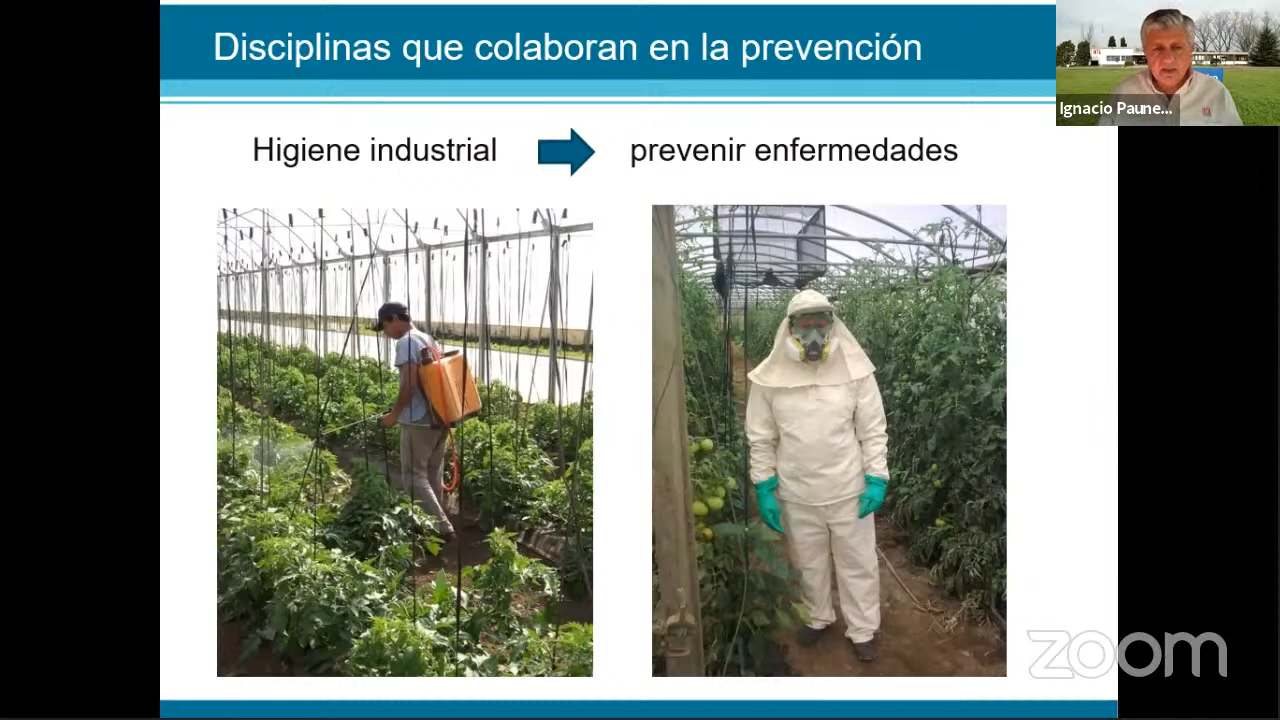 Disciplinas que colaboran en la prevención
Ignacio Paune...
Higiene industrial
prevenir enfermedades
zoom